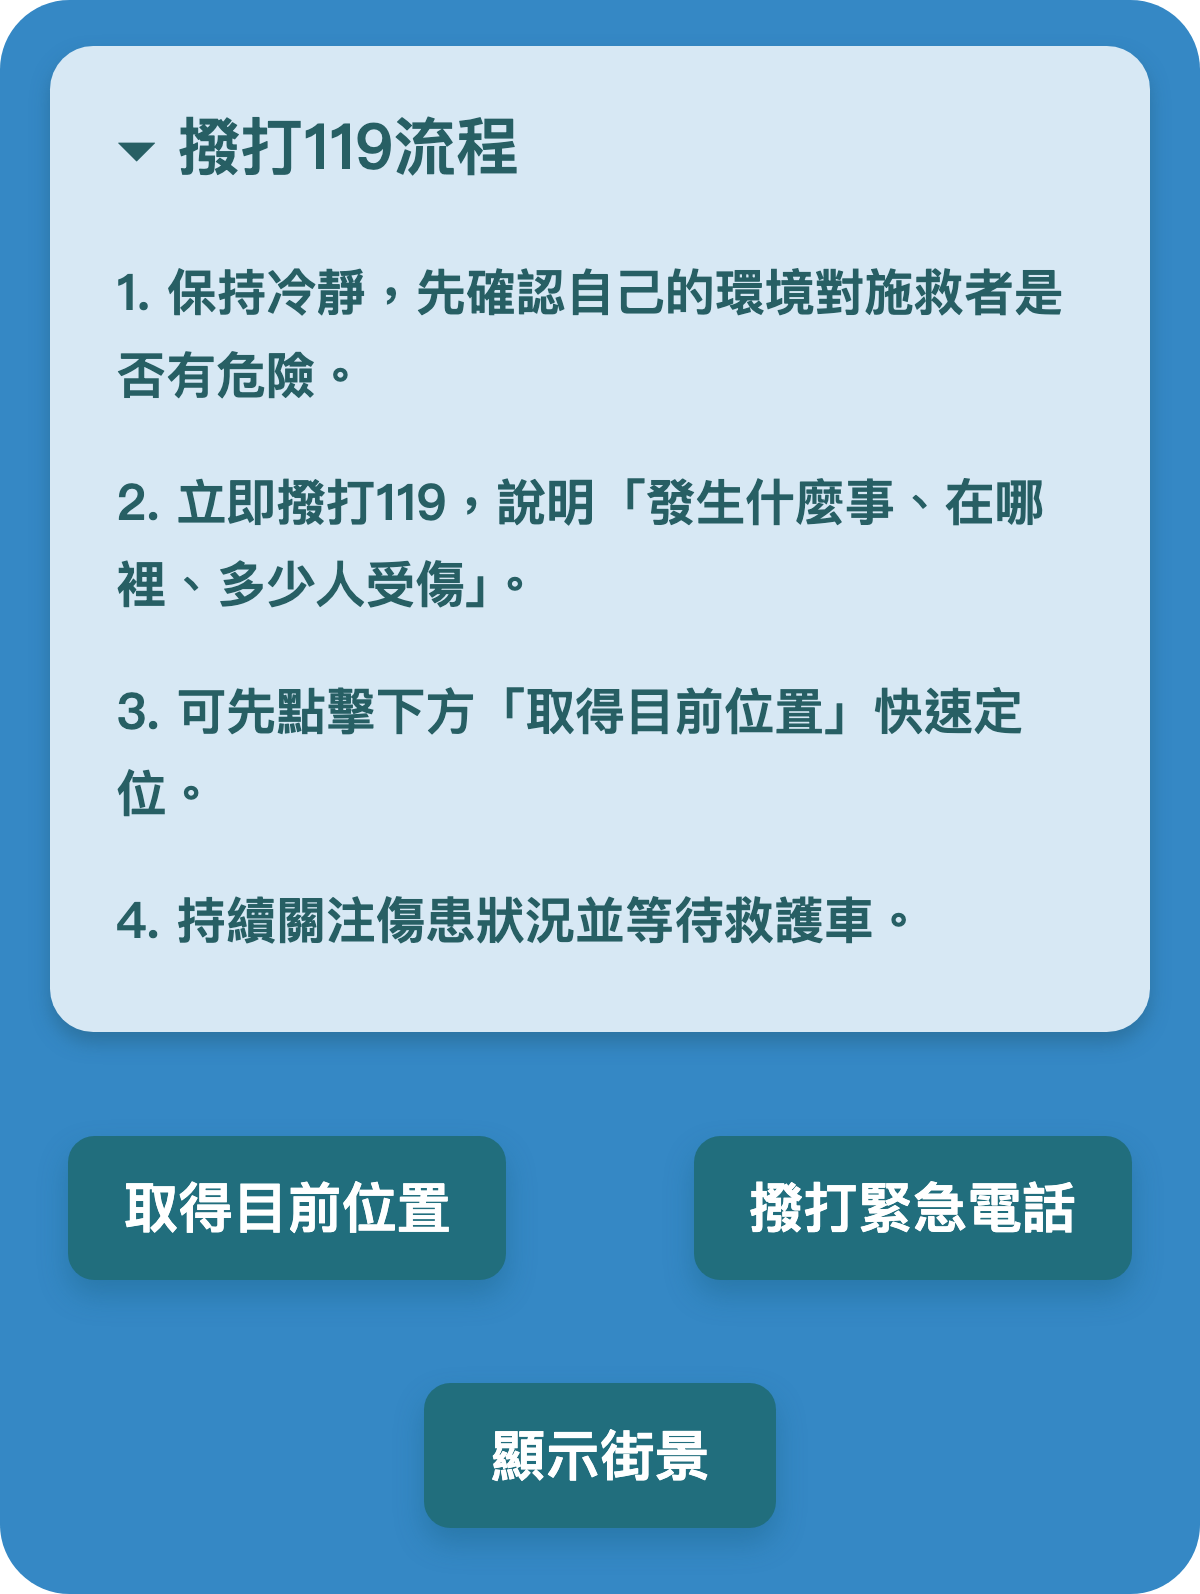 撥打119流程
1. 保持冷靜，先確認自己的環境對施救者是
否有危險。
2. 立即撥打119，說明「發生什麼事、在哪
裡、多少人受傷」。
3. 可先點擊下方「取得目前位置」快速定
位。
4. 持續關注傷患狀況並等待救護車。
取得目前位置
撥打緊急電話
顯示街景